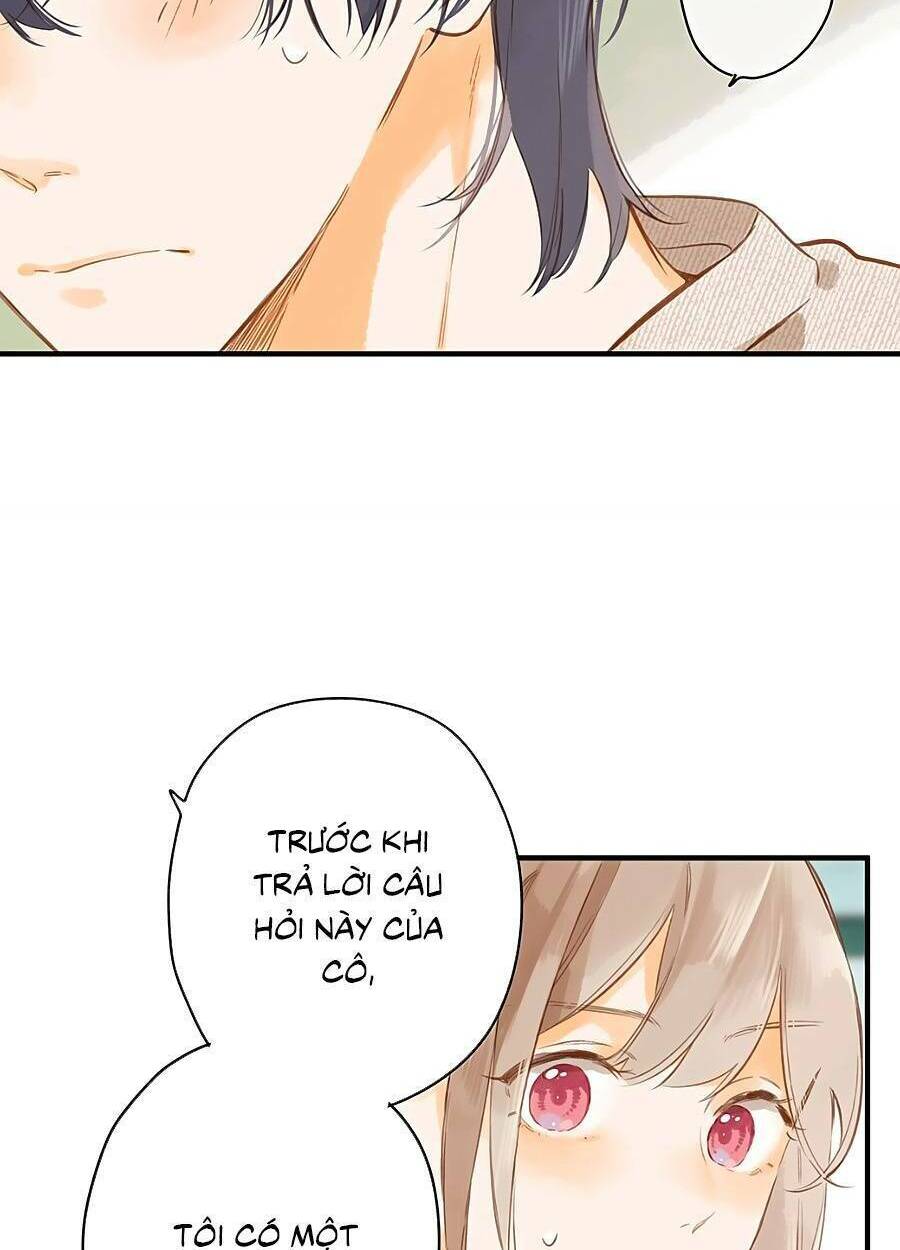 TRƯỚC KHI
TRẢ LỜI CÂU
HỎI NÀY CỦA
CÔ,
TÔI CÓ MỘT